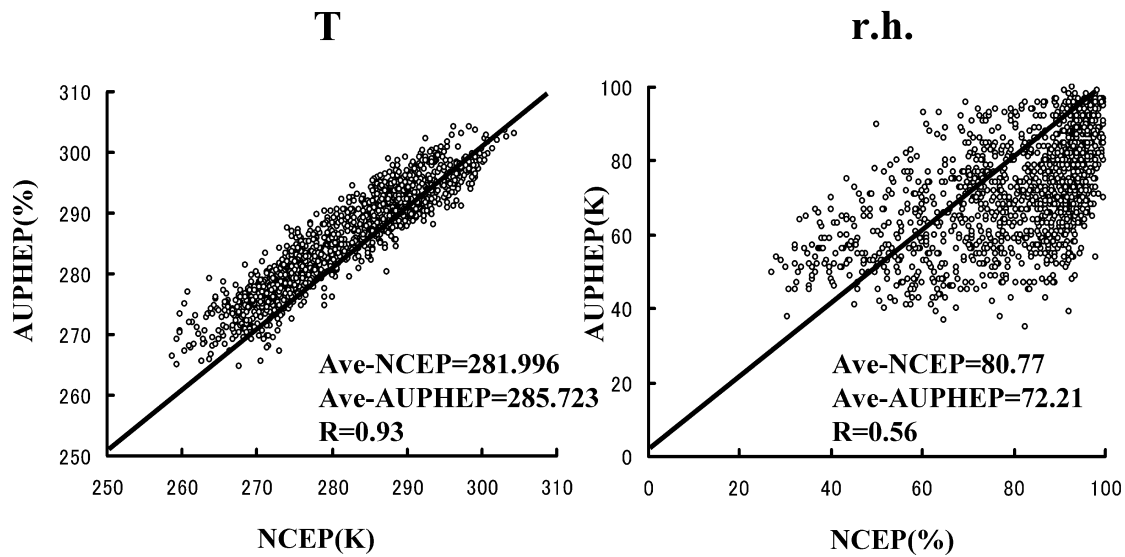 T
r.h.
310
300
290
280
270
260
250
AUPHEP(%)
250 260 270 280 290 300 310
NCEP(K)
Ave-NCEP=281.996
Ave-AUPHEP=285.723
R=0.93
100
80
60
40
20
0
AUPHEP(K)
0 20 40 60 80 100
NCEP(%)
Ave-NCEP=80.77
Ave-AUPHEP=72.21
R=0.56